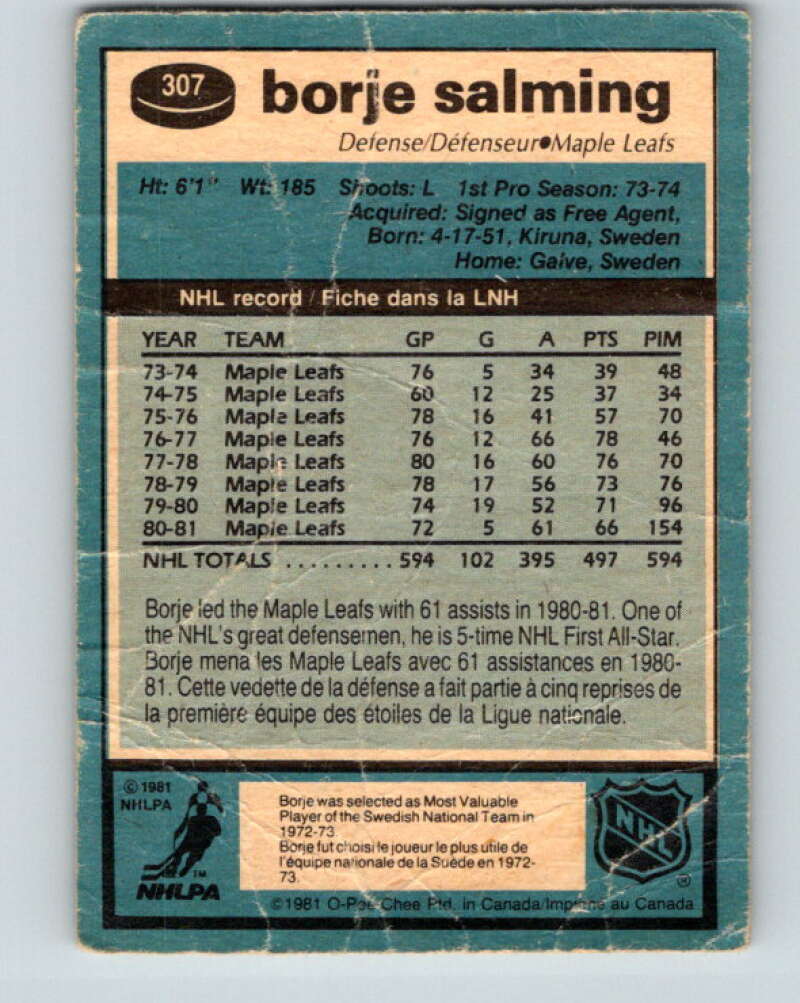 307 borje salming
Defense/Défenseur●Maple Leafs
Ht: 6'1" Wt: 185 Shoots: L 1st Pro Season: 73-74
Acquired: Signed as Free Agent,
Born: 4-17-51, Kiruna, Sweden
Home: Galve, Sweden
NHL record / Fiche dans la LNH
YEAR TEAM GP G A PTS PIM
73-74 Maple Leafs 76 5 34 39 48
74-75 Maple Leafs 60 12 25 37 34
75-76 Maple Leafs 78 16 41 57 70
76-77 Maple Leafs 76 12 66 78 46
77-78 Maple Leafs 80 16 60 76 70
78-79 Maple Leafs 78 17 56 73 76
79-80 Maple Leafs 74 19 52 71 96
80-81 Maple Leafs 72 5 61 66 154
NHL TOTALS .......... 594 102 395 497 594
Borje led the Maple Leafs with 61 assists in 1980-81. One of
the NHL's great defensemen, he is 5-time NHL First All-Star.
Borje mena les Maple Leafs avec 61 assistances en 1980-
81. Cette vedette de la défense a fait partie à cinq reprises de
la première équipe des étoiles de la Ligue nationale.
© 1981
NHLPA
TM
NHLPA
Borje was selected as Most Valuable
Player of the Swedish National Team in
1972-73.
Borje fut choisi le joueur le plus utile de
l'équipe nationale de la Suède en 1972-
73.
NHL
®
©1981 O-Pee-Chee Ptd. in Canada/Imprimé au Canada